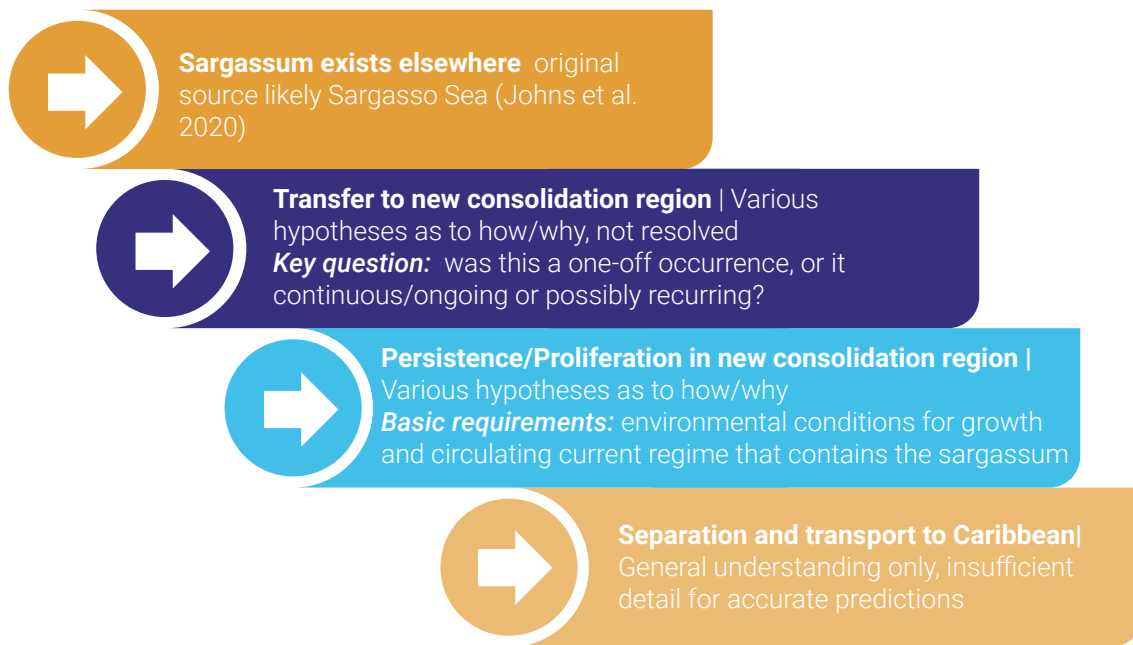 Sargassum exists elsewhere original
source likely Sargasso Sea (Johns et al.
2020)
Transfer to new consolidation region | Various
hypotheses as to how/why, not resolved
Key question: was this a one-off occurrence, or it
continuous/ongoing or possibly recurring?
Persistence/Proliferation in new consolidation region |
Various hypotheses as to how/why
Basic requirements: environmental conditions for growth
and circulating current regime that contains the sargassum
Separation and transport to Caribbean|
General understanding only, insufficient
detail for accurate predictions